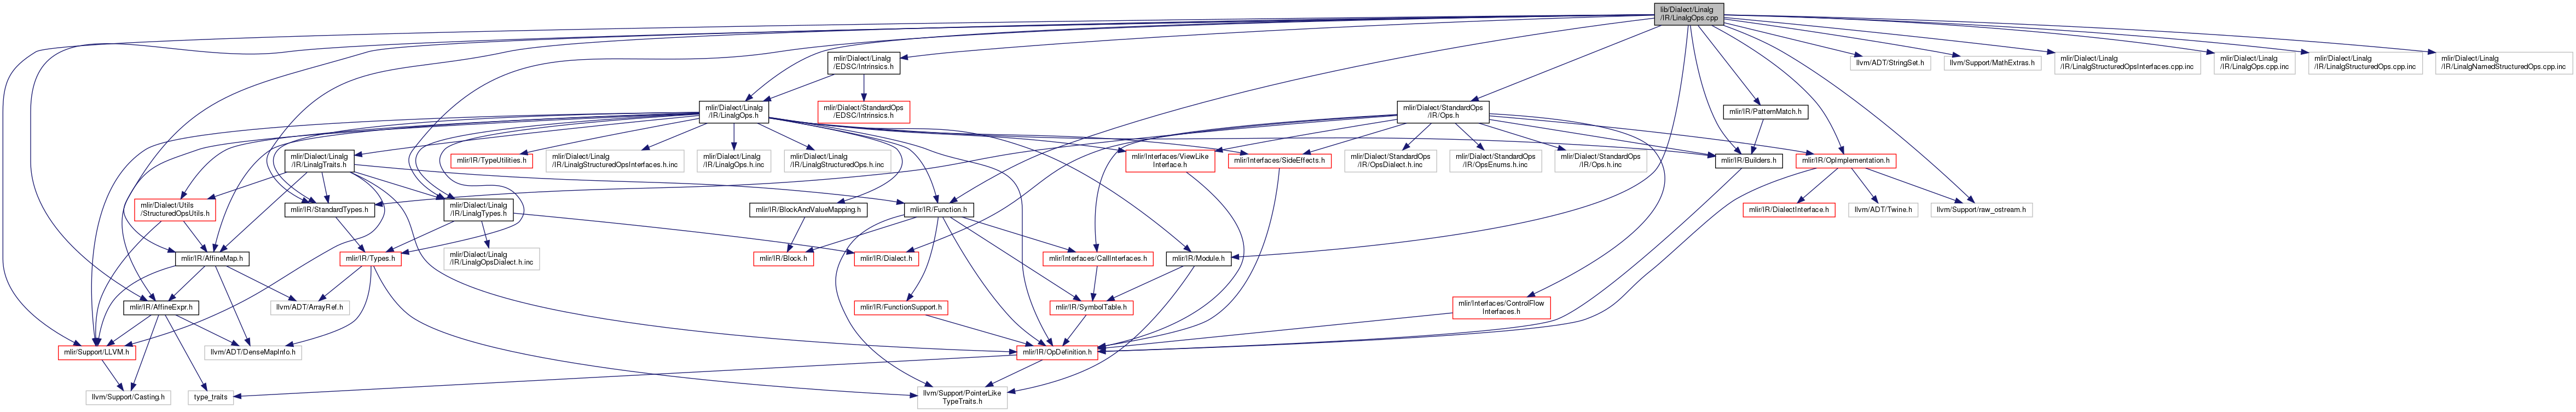 lib/Dialect/Linalg
/IR/LinalgOps.cpp
mlir/Dialect/Linalg
/EDSC/Intrinsics.h
llvm/ADT/StringSet.h
llvm/Support/MathExtras.h
mlir/Dialect/Linalg
/IR/LinalgStructuredOpsInterfaces.cpp.inc
mlir/Dialect/Linalg
/IR/LinalgOps.cpp.inc
mlir/Dialect/Linalg
/IR/LinalgStructuredOps.cpp.inc
mlir/Dialect/Linalg
/IR/LinalgNamedStructuredOps.cpp.inc
mlir/Dialect/Linalg
/IR/LinalgOps.h
mlir/Dialect/StandardOps
/EDSC/Intrinsics.h
mlir/Dialect/StandardOps
/IR/Ops.h
mlir/IR/PatternMatch.h
mlir/Dialect/Linalg
/IR/LinalgTraits.h
mlir/IR/TypeUtilities.h
mlir/Dialect/Linalg
/IR/LinalgStructuredOpsInterfaces.h.inc
mlir/Dialect/Linalg
/IR/LinalgOps.h.inc
mlir/Dialect/Linalg
/IR/LinalgStructuredOps.h.inc
mlir/Interfaces/ViewLike
Interface.h
mlir/Interfaces/SideEffects.h
mlir/Dialect/StandardOps
/IR/OpsDialect.h.inc
mlir/Dialect/StandardOps
/IR/OpsEnums.h.inc
mlir/Dialect/StandardOps
/IR/Ops.h.inc
mlir/IR/Builders.h
mlir/IR/OpImplementation.h
mlir/Dialect/Utils
/StructuredOpsUtils.h
mlir/IR/StandardTypes.h
mlir/Dialect/Linalg
/IR/LinalgTypes.h
mlir/IR/BlockAndValueMapping.h
mlir/IR/Function.h
mlir/IR/DialectInterface.h
llvm/ADT/Twine.h
llvm/Support/raw_ostream.h
mlir/IR/AffineMap.h
mlir/IR/Types.h
mlir/Dialect/Linalg
/IR/LinalgOpsDialect.h.inc
mlir/IR/Block.h
mlir/IR/Dialect.h
mlir/Interfaces/CallInterfaces.h
mlir/IR/Module.h
mlir/IR/AffineExpr.h
llvm/ADT/ArrayRef.h
mlir/IR/FunctionSupport.h
mlir/IR/SymbolTable.h
mlir/Interfaces/ControlFlow
Interfaces.h
mlir/Support/LLVM.h
llvm/ADT/DenseMapInfo.h
mlir/IR/OpDefinition.h
llvm/Support/Casting.h
type_traits
llvm/Support/PointerLike
TypeTraits.h